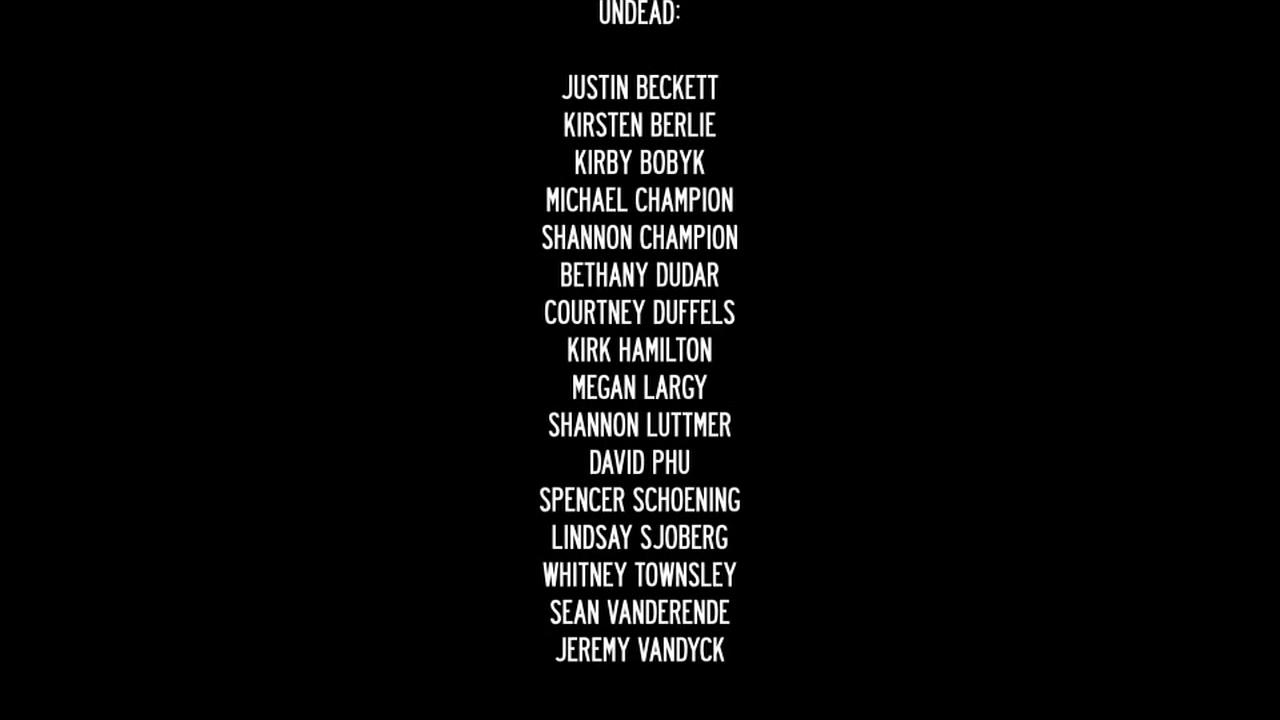 UNDEAD:
JUSTIN BECKETT
KIRSTEN BERLIE
KIRBY BOBYK
MICHAEL CHAMPION
SHANNON CHAMPION
BETHANY DUDAR
COURTNEY DUFFELS
KIRK HAMILTON
MEGAN LARGY
SHANNON LUTTMER
DAVID PHU
SPENCER SCHOENING
LINDSAY SJOBERG
WHITNEY TOWNSLEY
SEAN VANDERENDE
JEREMY VANDYCK